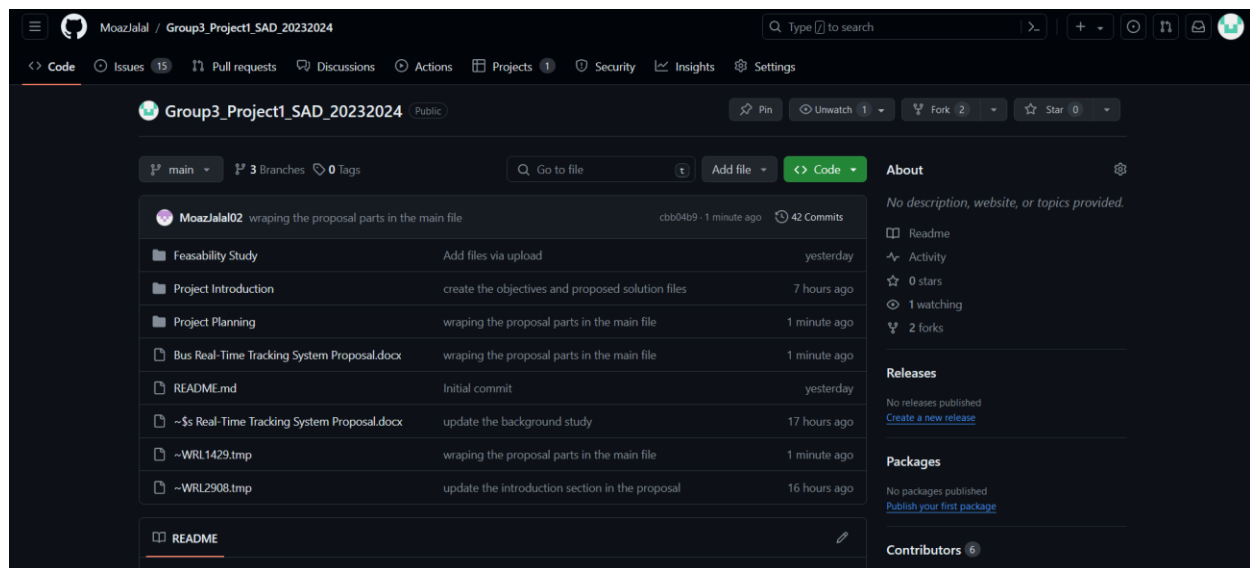 MoazJalal / Group3_Project1_SAD_20232024 Type / to search
Code Issues 15 Pull requests Discussions Actions Projects 1 Security Insights Settings
Group3_Project1_SAD_20232024 Public Pin Unwatch 1 Fork 2 Star 0
main 3 Branches 0 Tags Go to file t Add file Code
MoazJalal02 wraping the proposal parts in the main file cbb04b9 · 1 minute ago 42 Commits
Feasability Study Add files via upload yesterday
Project Introduction create the objectives and proposed solution files 7 hours ago
Project Planning wraping the proposal parts in the main file 1 minute ago
Bus Real-Time Tracking System Proposal.docx wraping the proposal parts in the main file 1 minute ago
README.md Initial commit yesterday
~$s Real-Time Tracking System Proposal.docx update the background study 17 hours ago
~WRL1429.tmp wraping the proposal parts in the main file 1 minute ago
~WRL2908.tmp update the introduction section in the proposal 16 hours ago
README
About
No description, website, or topics provided.
Readme
Activity
0 stars
1 watching
2 forks
Releases
No releases published
Create a new release
Packages
No packages published
Publish your first package
Contributors 6